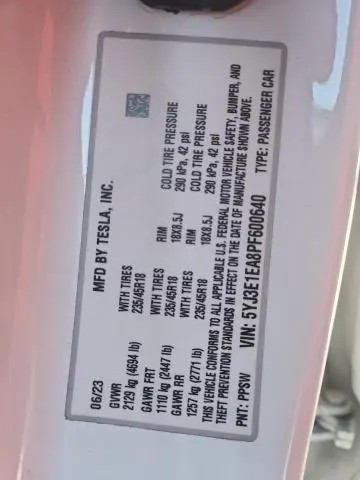 MFD BY TESLA, INC.
06/23
GVWR
2129 kg (4694 lb)
GAWR FRT WITH TIRES RIM COLD TIRE PRESSURE
1110 kg (2447 lb) 235/45R18 18X8.5J 290 kPa, 42 psi
GAWR RR WITH TIRES RIM COLD TIRE PRESSURE
1257 kg (2771 lb) 235/45R18 18X8.5J 290 kPa, 42 psi
THIS VEHICLE CONFORMS TO ALL APPLICABLE U.S. FEDERAL MOTOR VEHICLE SAFETY, BUMPER, AND
THEFT PREVENTION STANDARDS IN EFFECT ON THE DATE OF MANUFACTURE SHOWN ABOVE.
VIN: 5YJ3E1EA8PF600640
PNT: PPSW TYPE: PASSENGER CAR